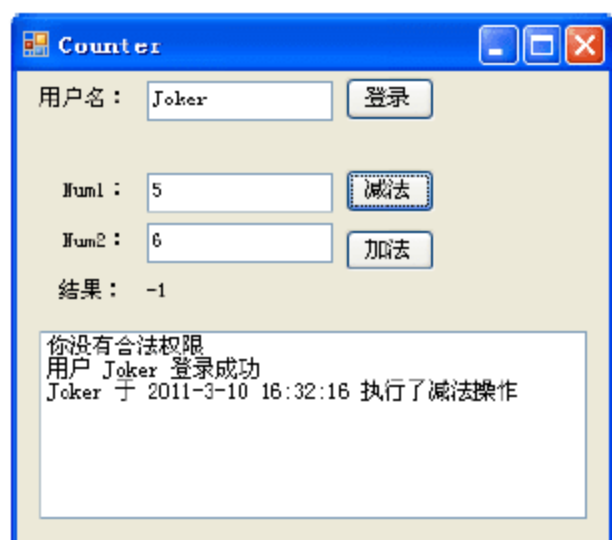 Counter
用户名： Joker 登录
Num1： 5 减法
Num2： 6 加法
结果： -1
你没有合法权限
用户 Joker 登录成功
Joker 于 2011-3-10 16:32:16 执行了减法操作